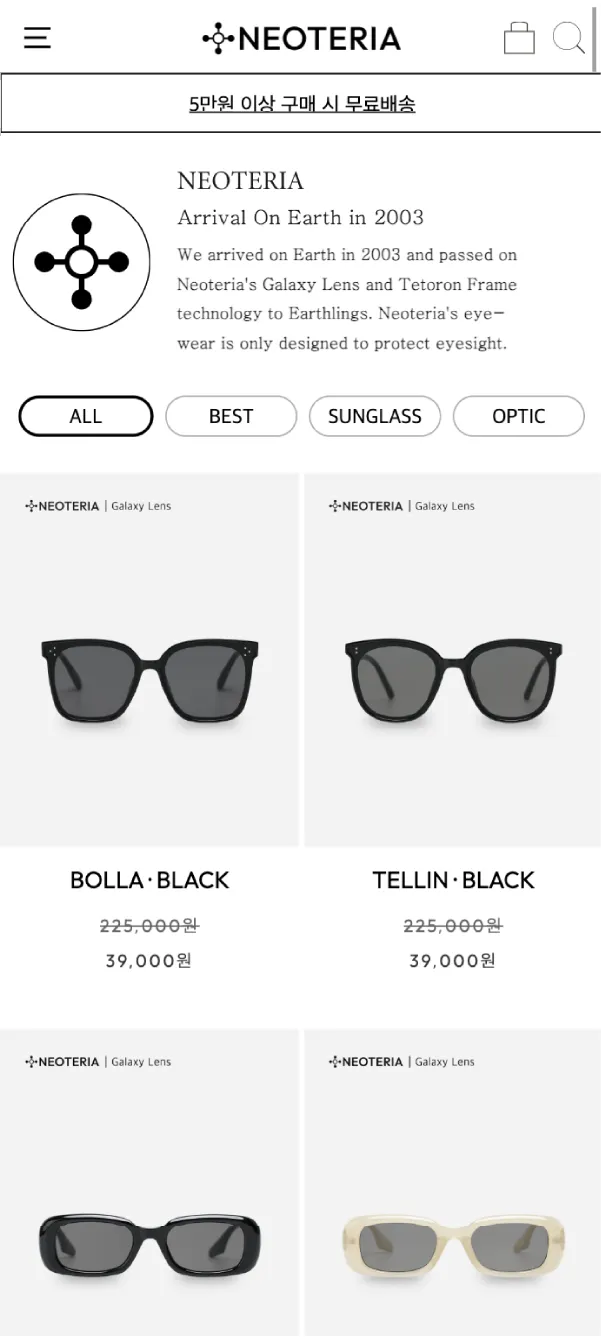 NEOTERIA
5만원 이상 구매 시 무료배송
NEOTERIA
Arrival On Earth in 2003
We arrived on Earth in 2003 and passed on
Neoteria's Galaxy Lens and Tetoron Frame
technology to Earthlings. Neoteria's eye-
wear is only designed to protect eyesight.
ALL
BEST
SUNGLASS
OPTIC
NEOTERIA | Galaxy Lens
NEOTERIA | Galaxy Lens
BOLLA·BLACK
TELLIN·BLACK
225,000원
225,000원
39,000원
39,000원
NEOTERIA | Galaxy Lens
NEOTERIA | Galaxy Lens